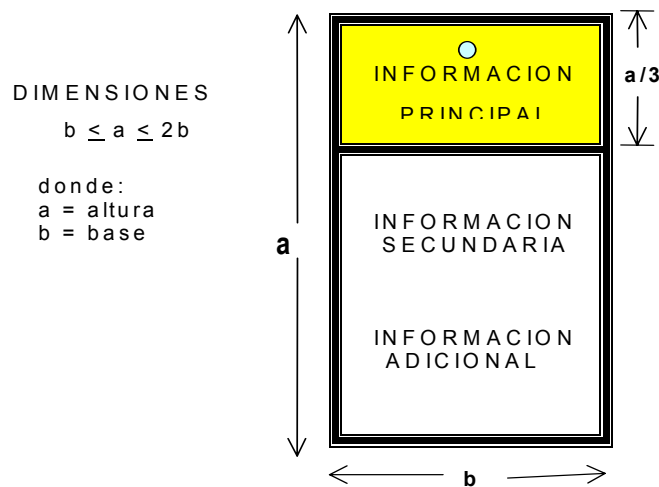 DIMENSIONES
b ≤ a ≤ 2b
donde:
a = altura
b = base
a
INFORMACION
PRINCIPAL
a/3
INFORMACION
SECUNDARIA
INFORMACION
ADICIONAL
b